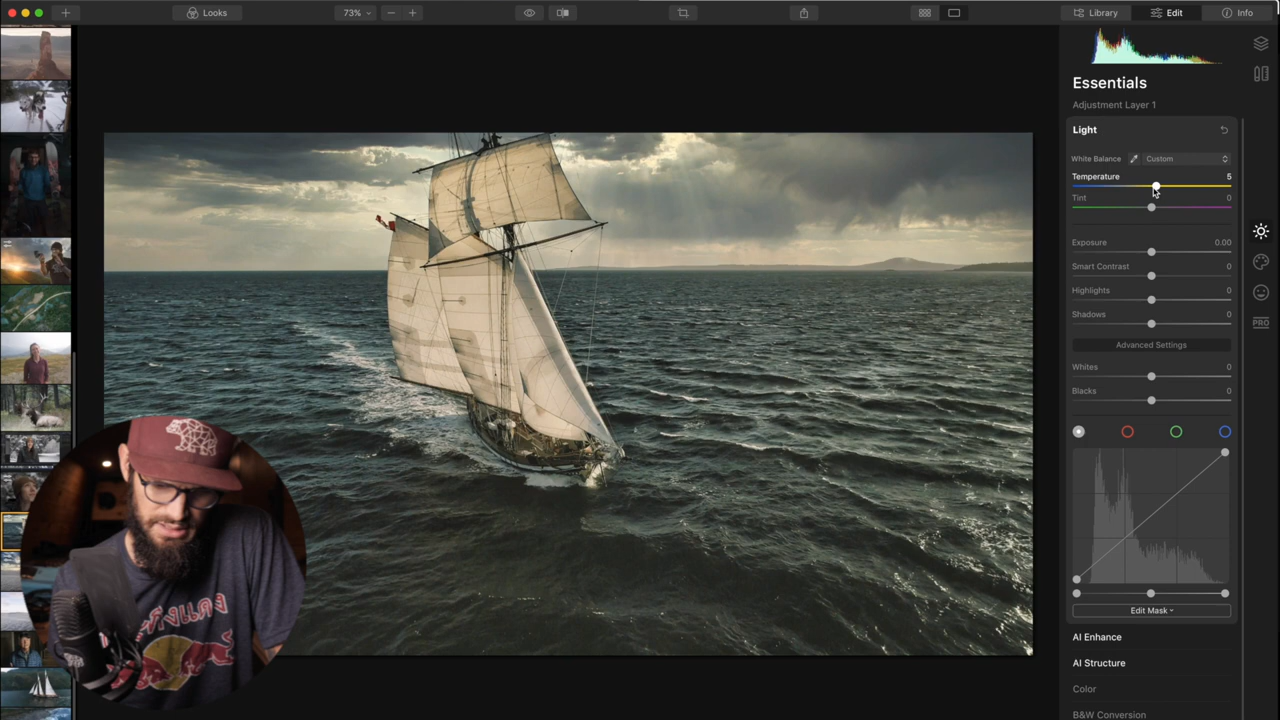 Looks
73%
Library
Edit
Info
Essentials
Adjustment Layer 1
Light
White Balance
Custom
Temperature 5
Tint 0
Exposure 0.00
Smart Contrast 0
Highlights 0
Shadows 0
Advanced Settings
Whites 0
Blacks 0
Edit Mask
AI Enhance
AI Structure
Color
B&W Conversion
PRO